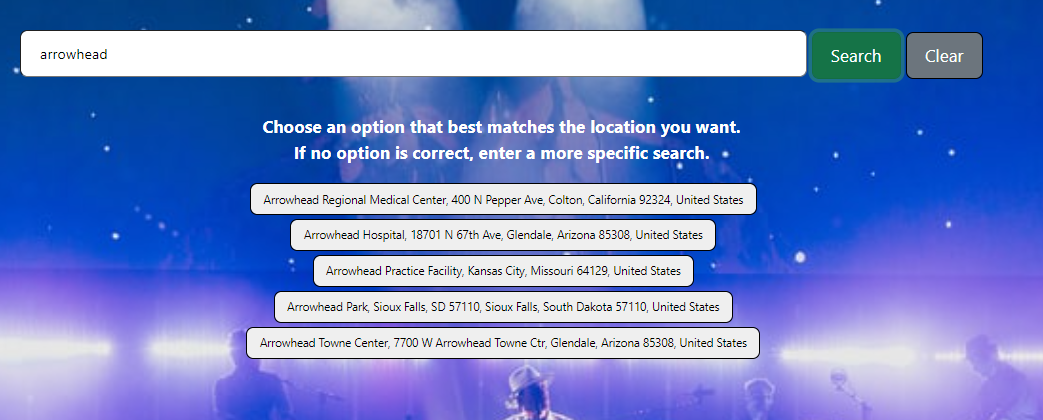 arrowhead
Search
Clear
Choose an option that best matches the location you want.
If no option is correct, enter a more specific search.
Arrowhead Regional Medical Center, 400 N Pepper Ave, Colton, California 92324, United States
Arrowhead Hospital, 18701 N 67th Ave, Glendale, Arizona 85308, United States
Arrowhead Practice Facility, Kansas City, Missouri 64129, United States
Arrowhead Park, Sioux Falls, SD 57110, Sioux Falls, South Dakota 57110, United States
Arrowhead Towne Center, 7700 W Arrowhead Towne Ctr, Glendale, Arizona 85308, United States